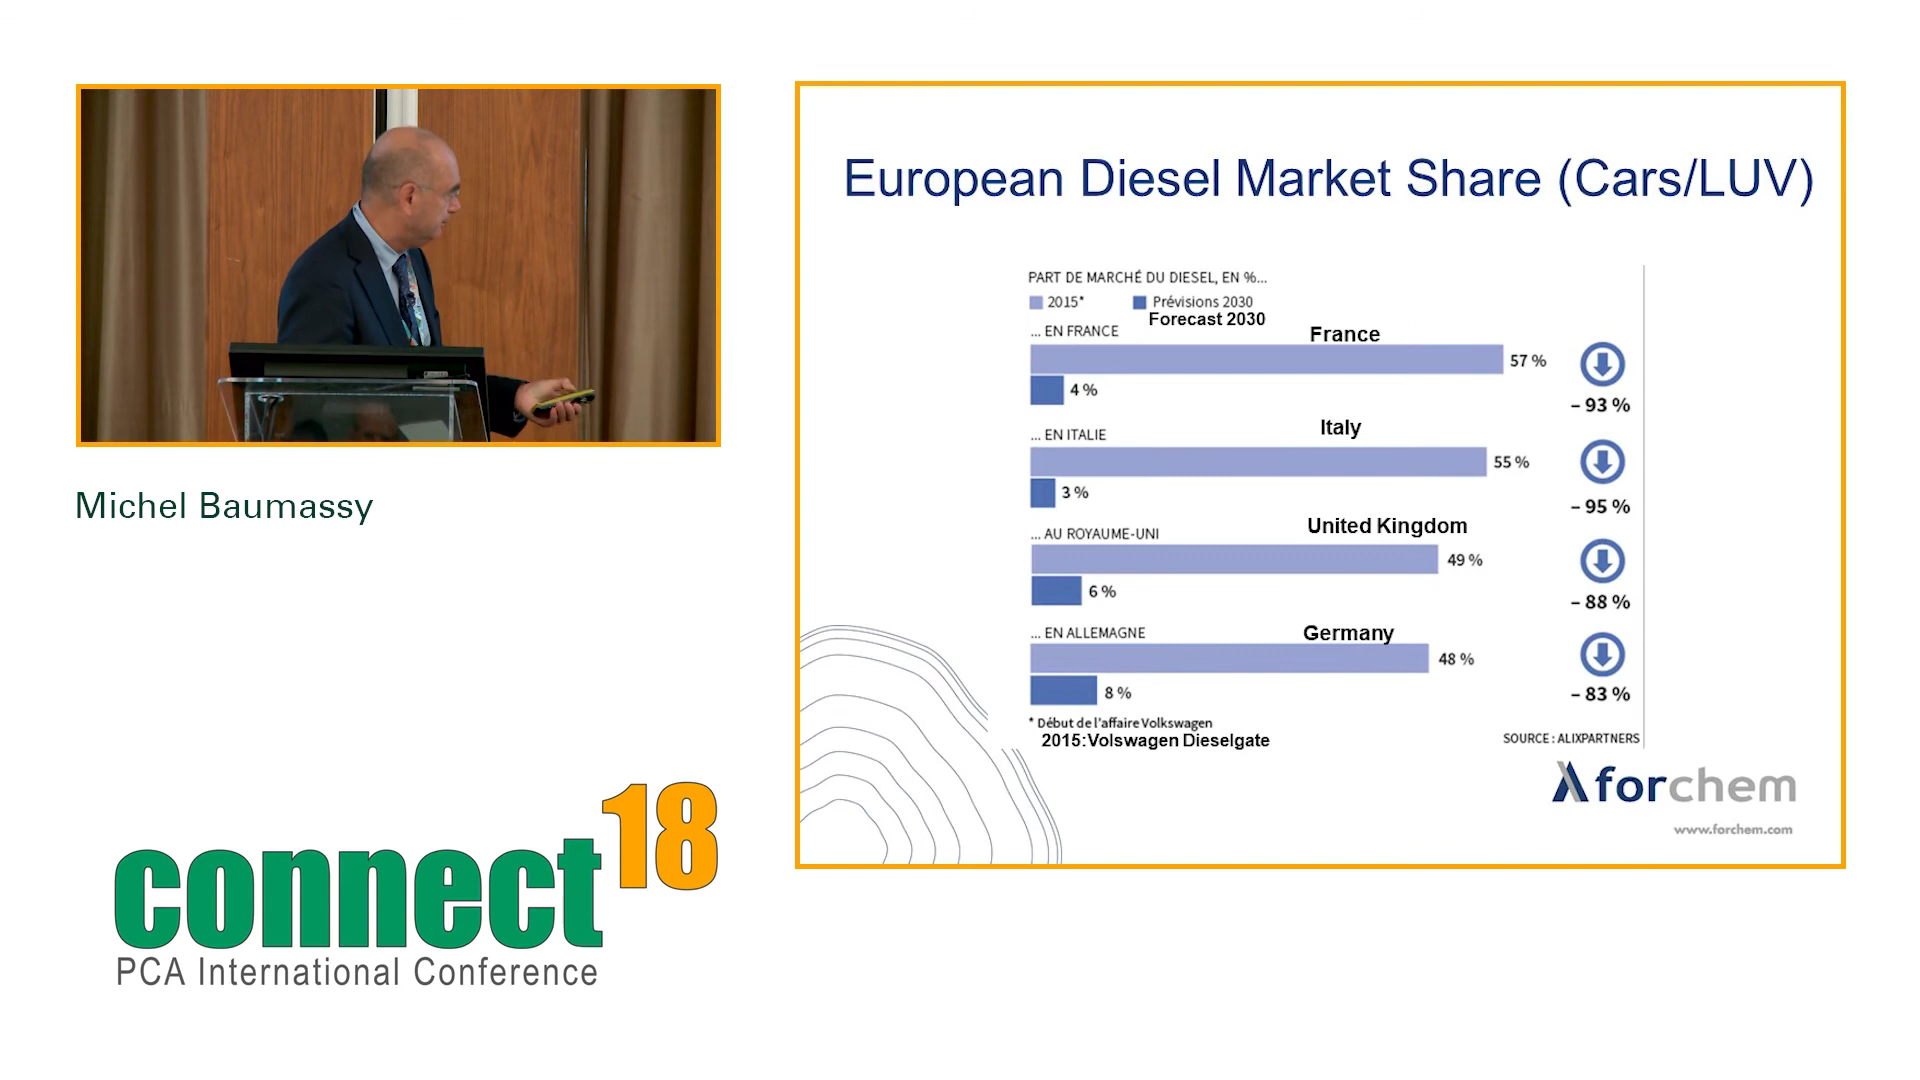 Michel Baumassy
connect18
PCA International Conference
European Diesel Market Share (Cars/LUV)
PART DE MARCHÉ DU DIESEL, EN %...
2015* Prévisions 2030
Forecast 2030
... EN FRANCE France
57 %
4 %
– 93 %
... EN ITALIE Italy
55 %
3 %
– 95 %
... AU ROYAUME-UNI United Kingdom
49 %
6 %
– 88 %
... EN ALLEMAGNE Germany
48 %
8 %
– 83 %
* Début de l'affaire Volkswagen
2015:Volswagen Dieselgate
SOURCE : ALIXPARTNERS
forchem
www.forchem.com